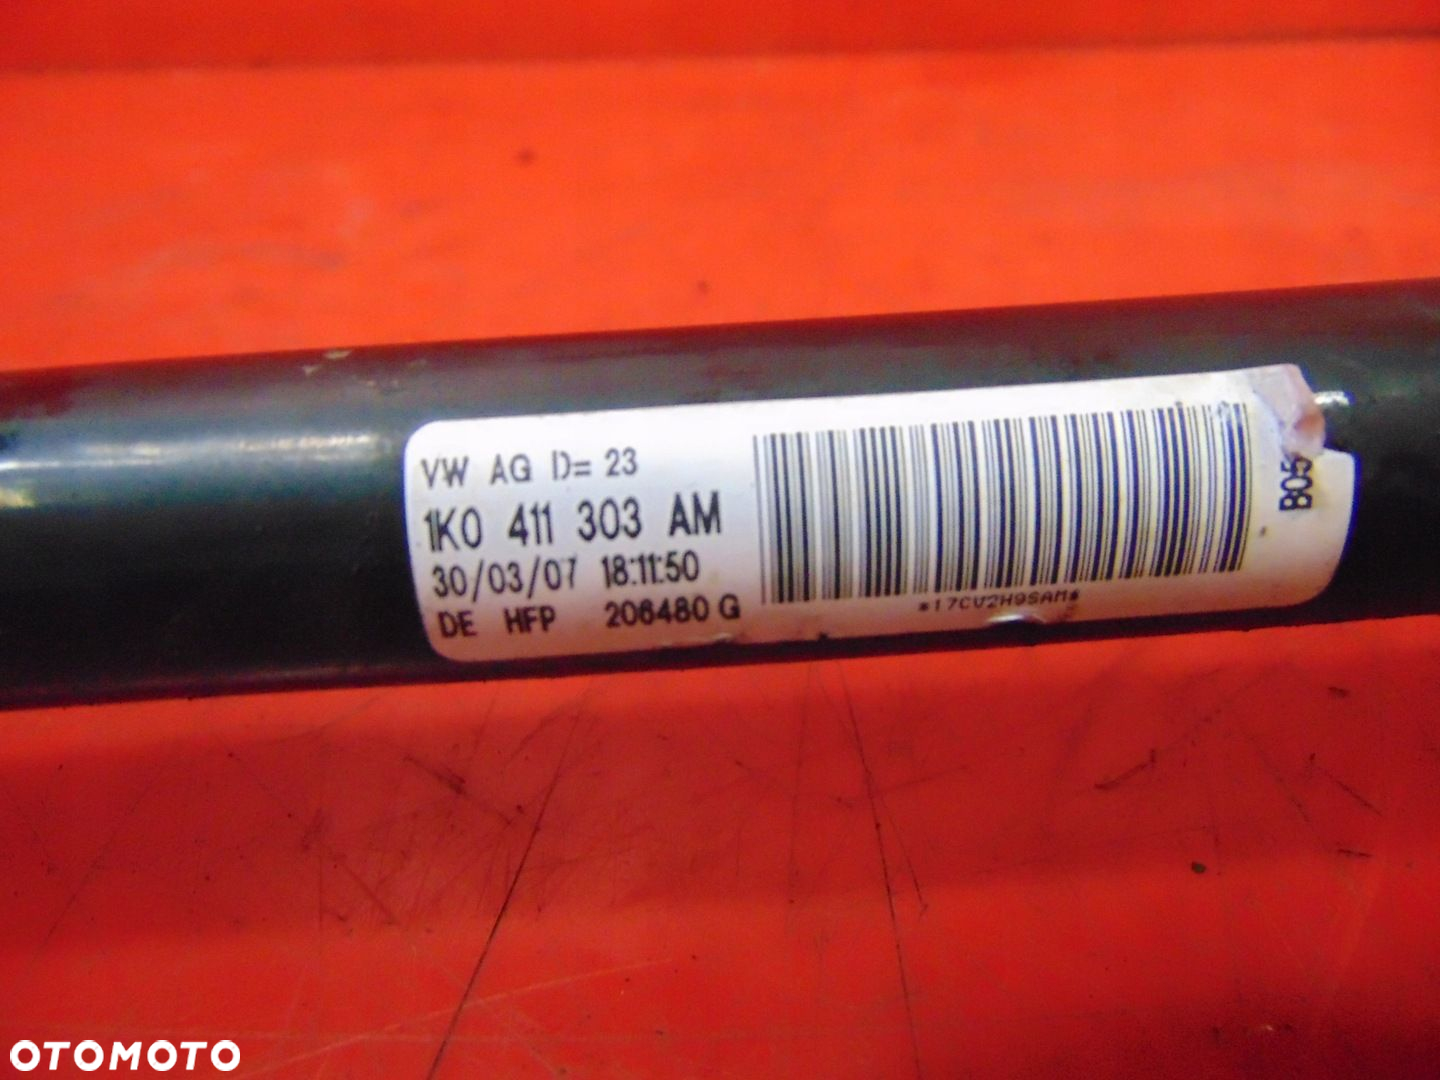 VW AG D= 23
1K0 411 303 AM
30/03/07 18:11:50
DE HFP 206480 G
*17CV2H9SAM*
B05
OTOMOTO